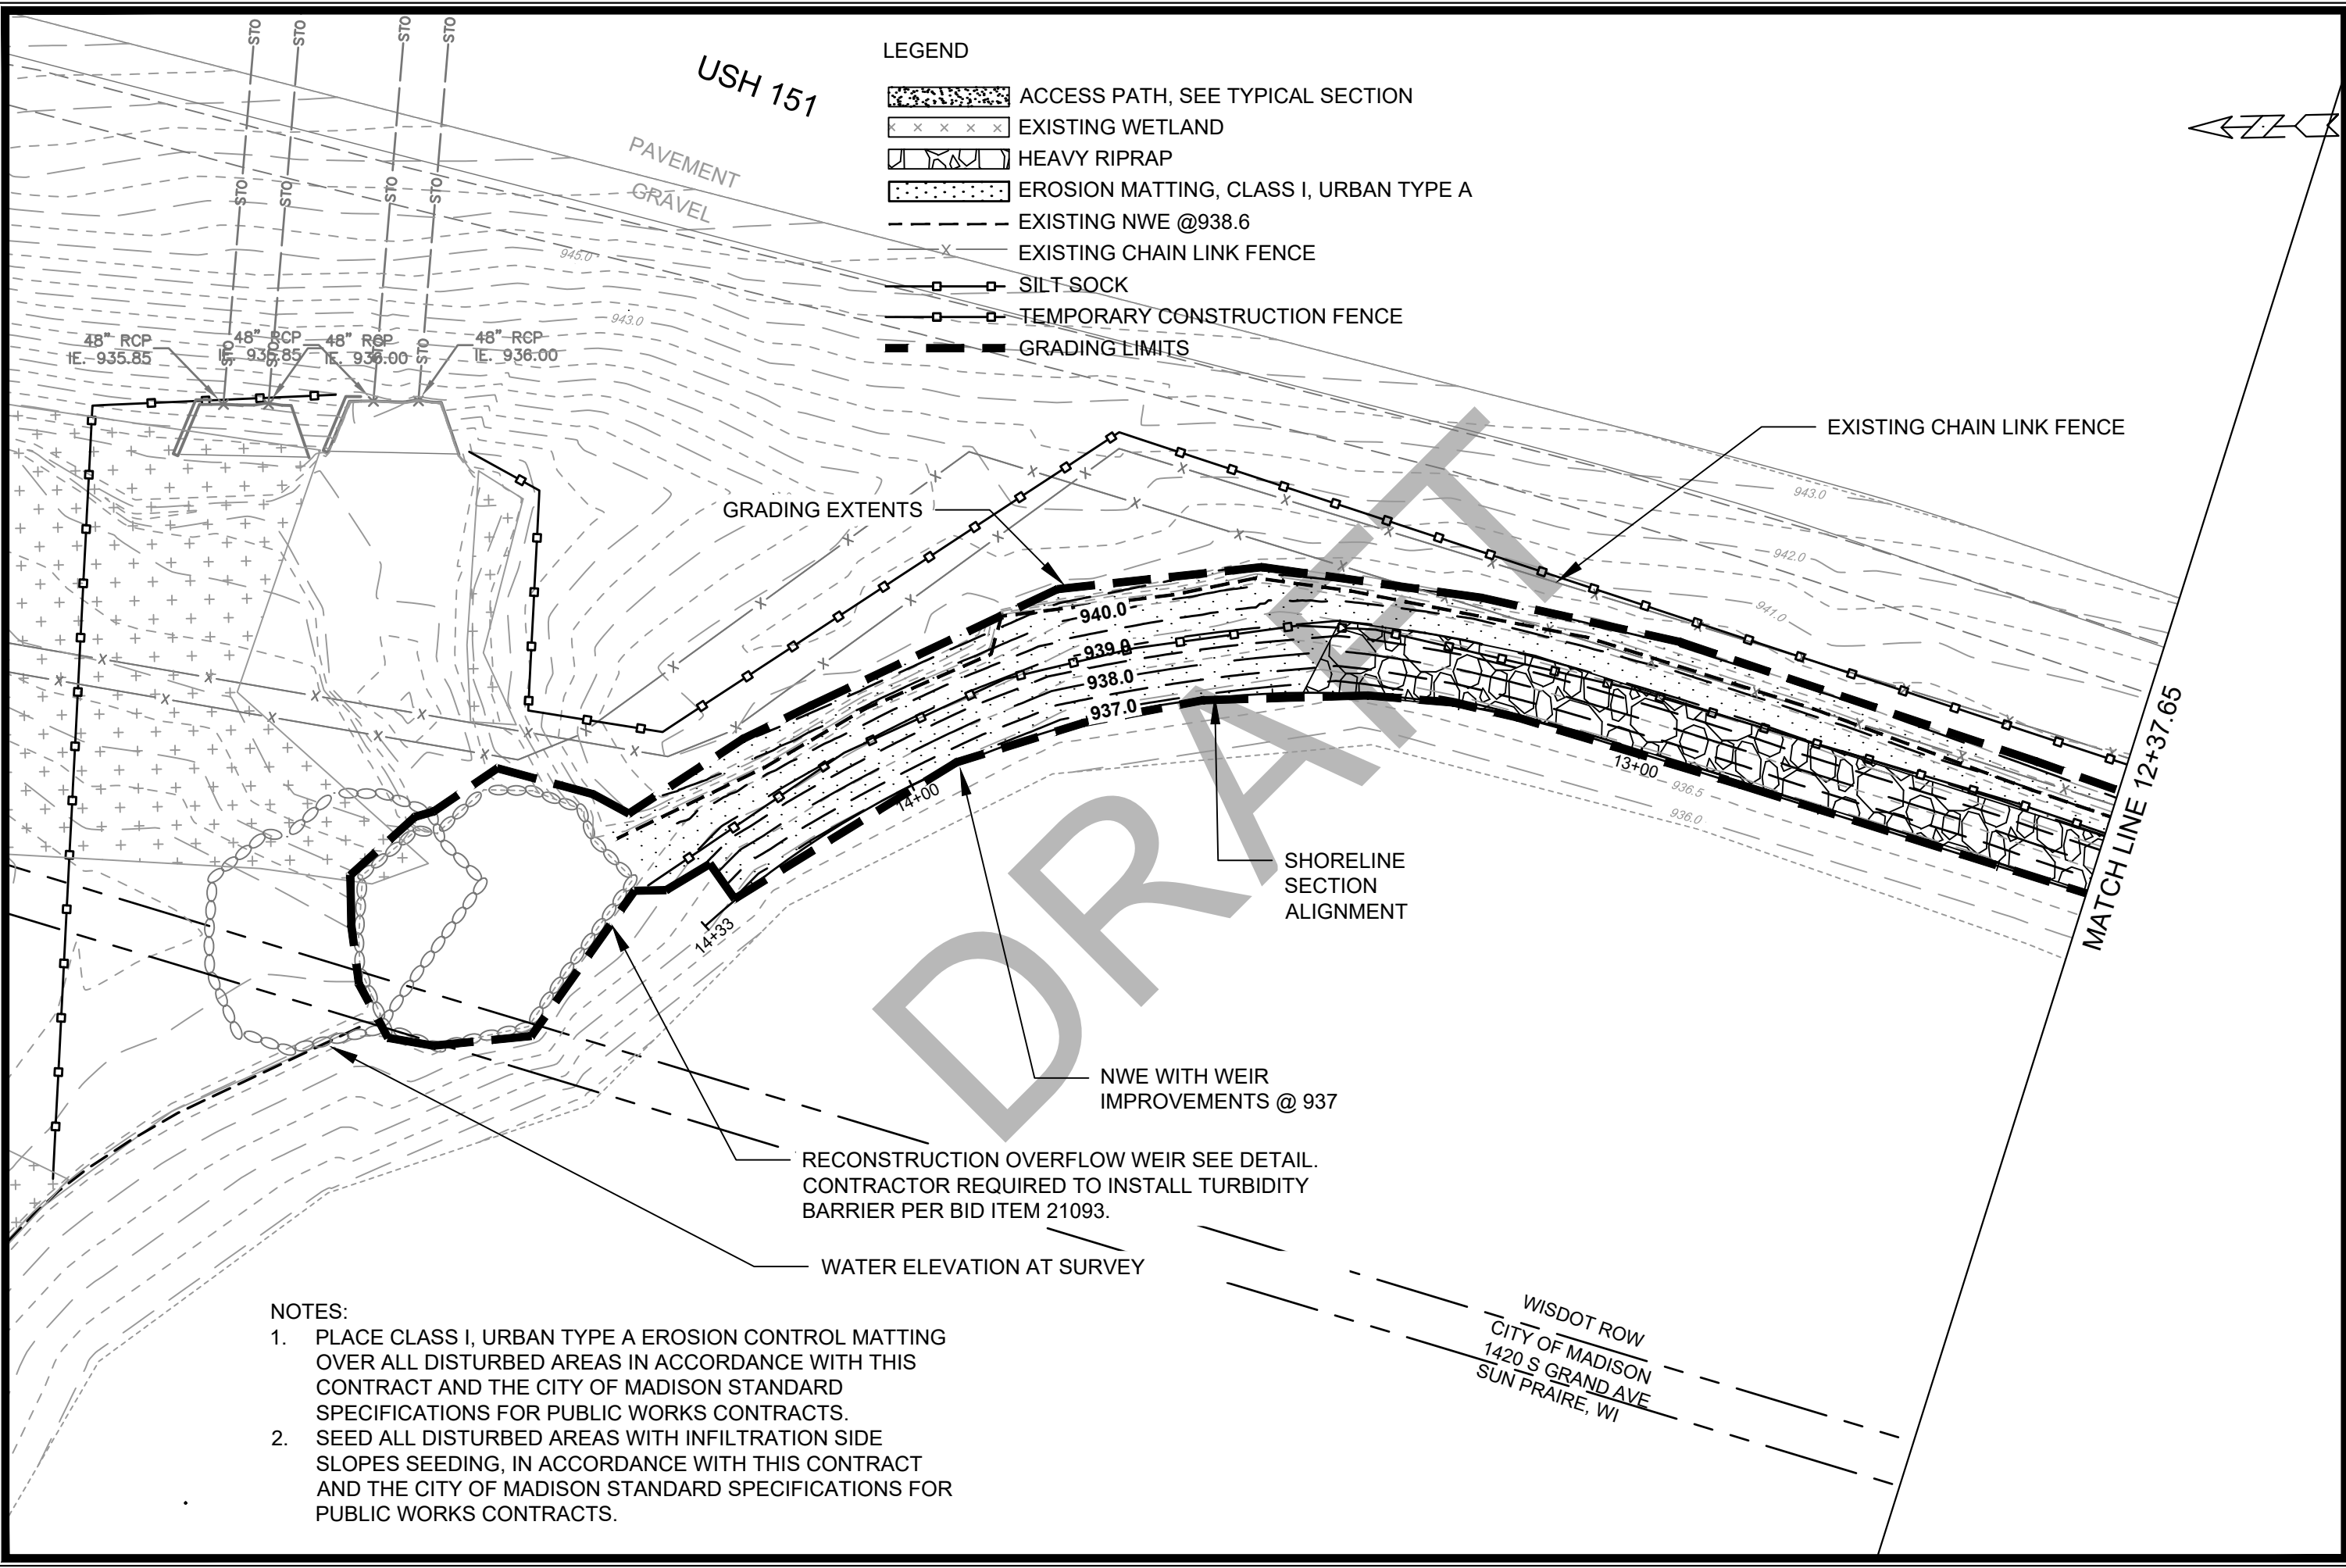 STO
STO
STO
STO
USH 151
PAVEMENT
GRAVEL
STO
STO
STO
STO
LEGEND
ACCESS PATH, SEE TYPICAL SECTION
EXISTING WETLAND
HEAVY RIPRAP
EROSION MATTING, CLASS I, URBAN TYPE A
EXISTING NWE @938.6
X
EXISTING CHAIN LINK FENCE
SILT SOCK
TEMPORARY CONSTRUCTION FENCE
GRADING LIMITS
945.0
943.0
48" RCP
IE. 935.85
48" RCP
IE. 935.85
48" RCP
IE. 936.00
48" RCP
IE. 936.00
STO
STO
STO
STO
EXISTING CHAIN LINK FENCE
943.0
942.0
941.0
GRADING EXTENTS
940.0
939.0
938.0
937.0
13+00
936.5
936.0
14+00
14+33
MATCH LINE 12+37.65
SHORELINE
SECTION
ALIGNMENT
DRAFT
NWE WITH WEIR
IMPROVEMENTS @ 937
RECONSTRUCTION OVERFLOW WEIR SEE DETAIL.
CONTRACTOR REQUIRED TO INSTALL TURBIDITY
BARRIER PER BID ITEM 21093.
WATER ELEVATION AT SURVEY
WISDOT ROW
CITY OF MADISON
1420 S GRAND AVE
SUN PRAIRE, WI
NOTES:
1. PLACE CLASS I, URBAN TYPE A EROSION CONTROL MATTING
OVER ALL DISTURBED AREAS IN ACCORDANCE WITH THIS
CONTRACT AND THE CITY OF MADISON STANDARD
SPECIFICATIONS FOR PUBLIC WORKS CONTRACTS.
2. SEED ALL DISTURBED AREAS WITH INFILTRATION SIDE
SLOPES SEEDING, IN ACCORDANCE WITH THIS CONTRACT
AND THE CITY OF MADISON STANDARD SPECIFICATIONS FOR
PUBLIC WORKS CONTRACTS.